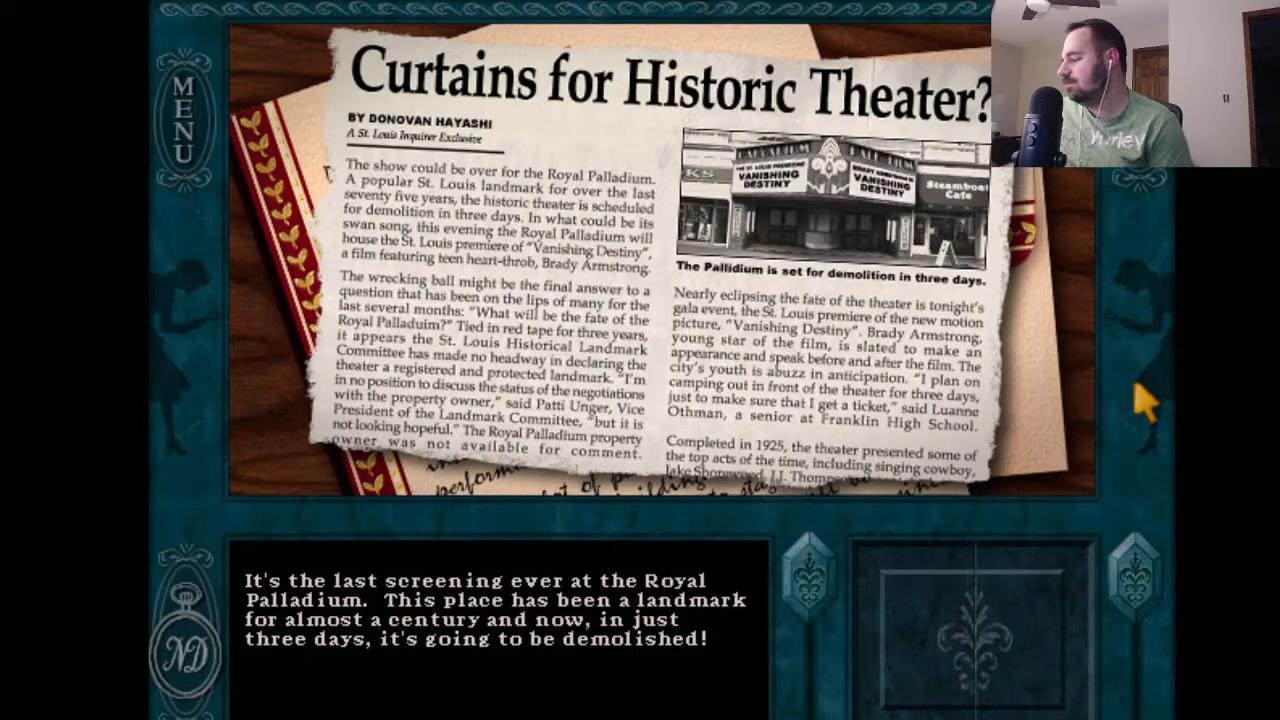 MENU
Curtains for Historic Theater?
BY DONOVAN HAYASHI
A St. Louis Inquirer Exclusive
The show could be over for the Royal Palladium.
A popular St. Louis landmark for over the last
seventy five years, the historic theater is scheduled
for demolition in three days. In what could be its
swan song, this evening the Royal Palladium will
house the St. Louis premiere of "Vanishing Destiny",
a film featuring teen heart-throb, Brady Armstrong.
The wrecking ball might be the final answer to a
question that has been on the lips of many for the
last several months: "What will be the fate of the
Royal Palladuim?" Tied in red tape for three years,
it appears the St. Louis Historical Landmark
Committee has made no headway in declaring the
theater a registered and protected landmark. "I'm
in no position to discuss the status of the negotiations
with the property owner," said Patti Unger, Vice
President of the Landmark Committee, "but it is
not looking hopeful." The Royal Palladium property
owner was not available for comment.
KS
VANISHING
DESTINY
VANISHING
DESTINY
Steamboat
Cafe
The Pallidium is set for demolition in three days.
Nearly eclipsing the fate of the theater is tonight's
gala event, the St. Louis premiere of the new motion
picture, "Vanishing Destiny". Brady Armstrong,
young star of the film, is slated to make an
appearance and speak before and after the film. The
city's youth is abuzz in anticipation. "I plan on
camping out in front of the theater for three days,
just to make sure that I get a ticket," said Luanne
Othman, a senior at Franklin High School.
Completed in 1925, the theater presented some of
the top acts of the time, including singing cowboy,
hurley
It's the last screening ever at the Royal
Palladium. This place has been a landmark
for almost a century and now, in just
three days, it's going to be demolished!
ND